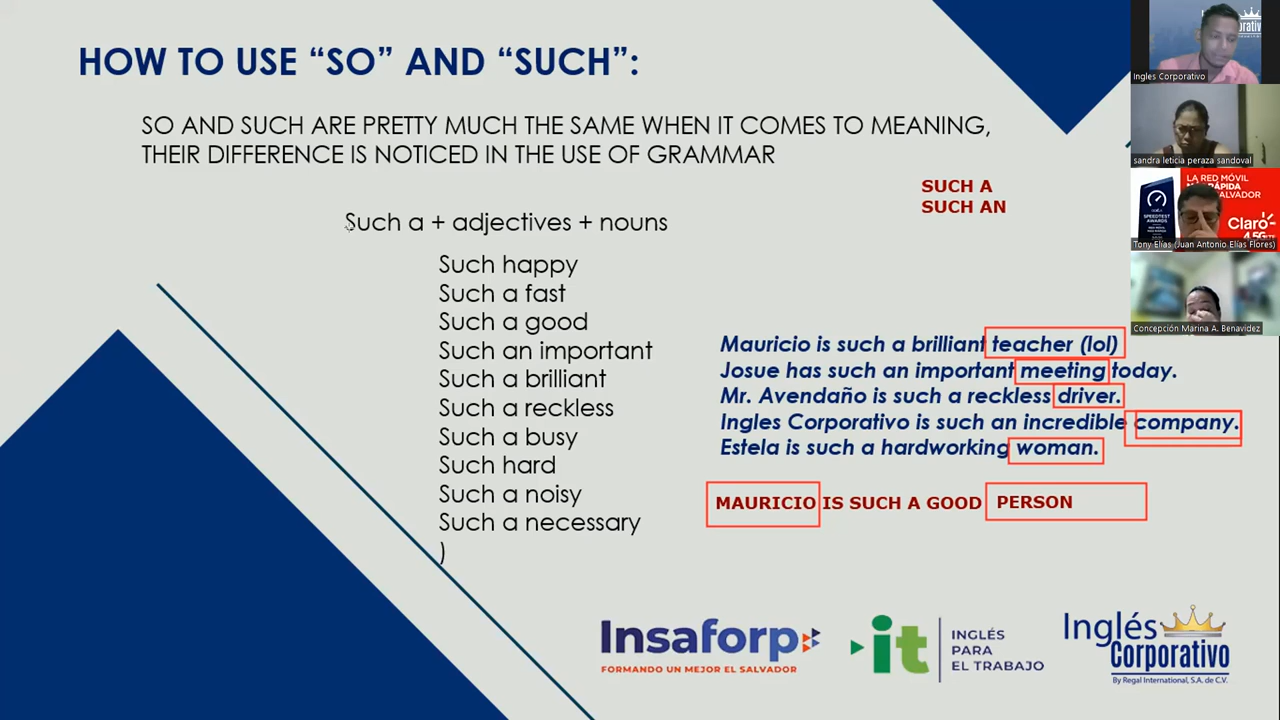 HOW TO USE “SO” AND “SUCH”:
SO AND SUCH ARE PRETTY MUCH THE SAME WHEN IT COMES TO MEANING,
THEIR DIFFERENCE IS NOTICED IN THE USE OF GRAMMAR
SUCH A
SUCH AN
Such a + adjectives + nouns
Such happy
Such a fast
Such a good
Such an important
Such a brilliant
Such a reckless
Such a busy
Such hard
Such a noisy
Such a necessary
)
Mauricio is such a brilliant teacher (lol)
Josue has such an important meeting today.
Mr. Avendaño is such a reckless driver.
Ingles Corporativo is such an incredible company.
Estela is such a hardworking woman.
MAURICIO IS SUCH A GOOD PERSON
Insaforp
FORMANDO UN MEJOR EL SALVADOR
it
INGLÉS
PARA
EL TRABAJO
Inglés
Corporativo
By Regal International, S.A. de C.V.
Ingles Corporativo
sandra leticia peraza sandoval
LA RED MÓVIL
SALVADOR
SPEEDTEST
AWARDS
Claro
4.5G
Tony Elías (Juan Antonio Elías Flores)
Concepción Marina A. Benavidez